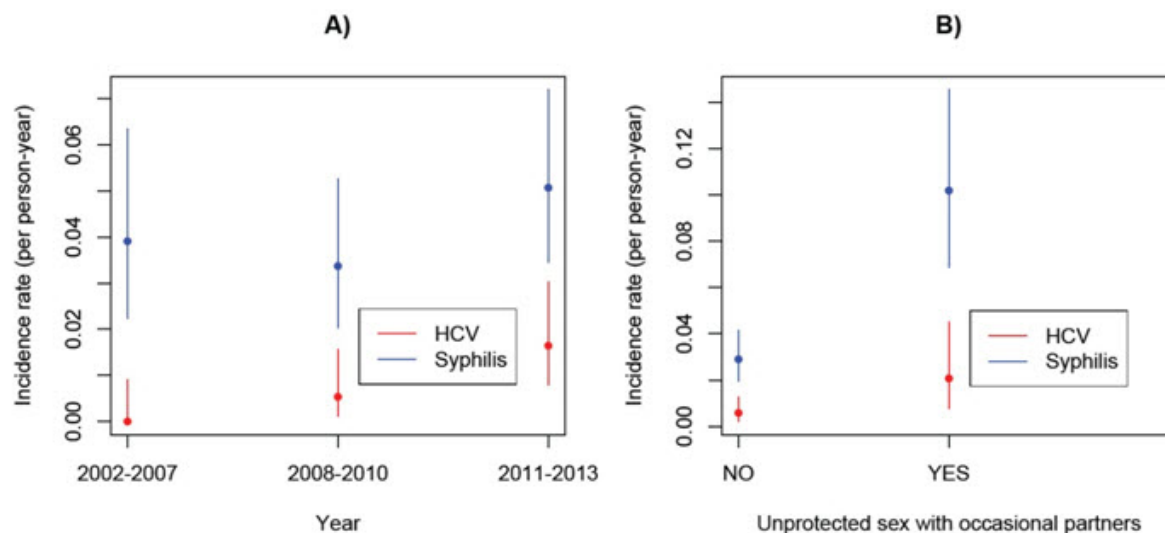 A)
Incidence rate (per person-year)
0.06
0.04
0.02
0.00
HCV
Syphilis
2002-2007
2008-2010
2011-2013
Year
B)
Incidence rate (per person-year)
0.12
0.08
0.04
0.00
HCV
Syphilis
NO
YES
Unprotected sex with occasional partners